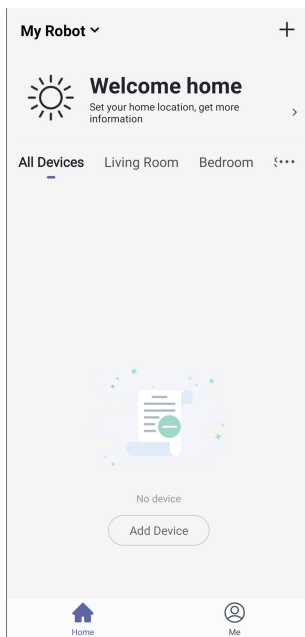 My Robot
Welcome home
Set your home location, get more
information
All Devices Living Room Bedroom
No device
Add Device
Home Me